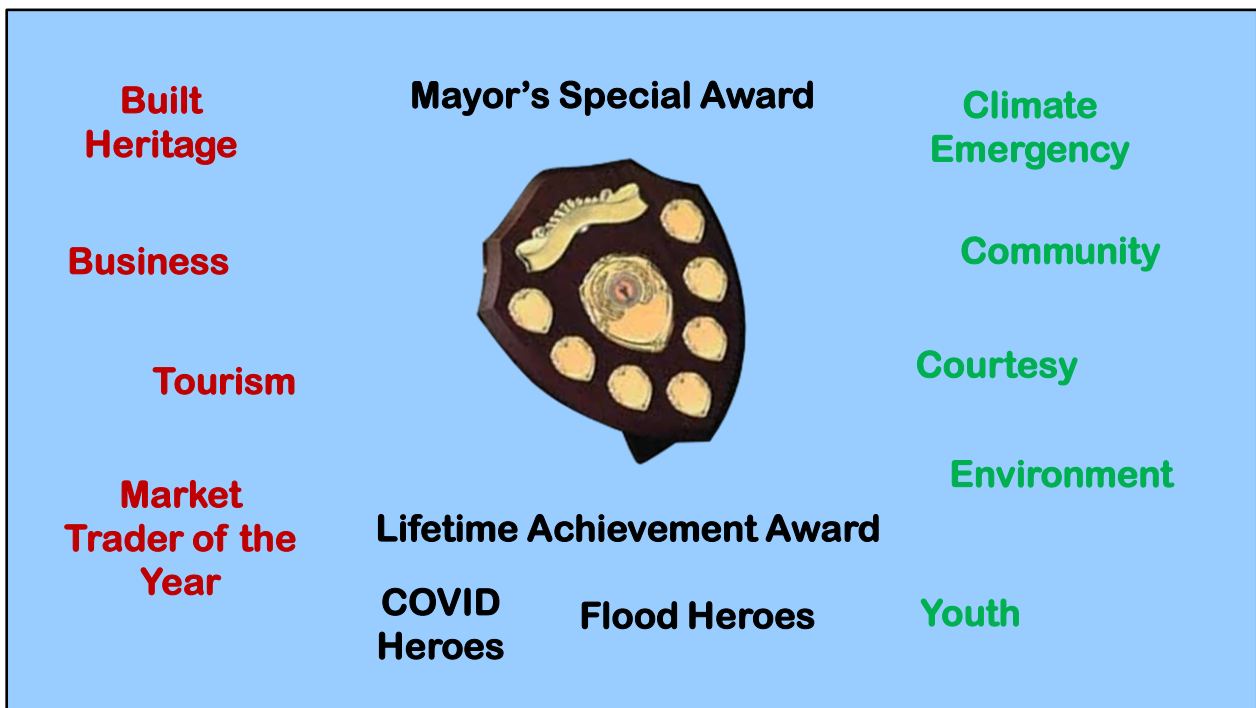 Mayor's Special Award
Built
Heritage
Business
Tourism
Market
Trader of the
Year
Climate
Emergency
Community
Courtesy
Environment
Youth
Lifetime Achievement Award
COVID
Heroes
Flood Heroes